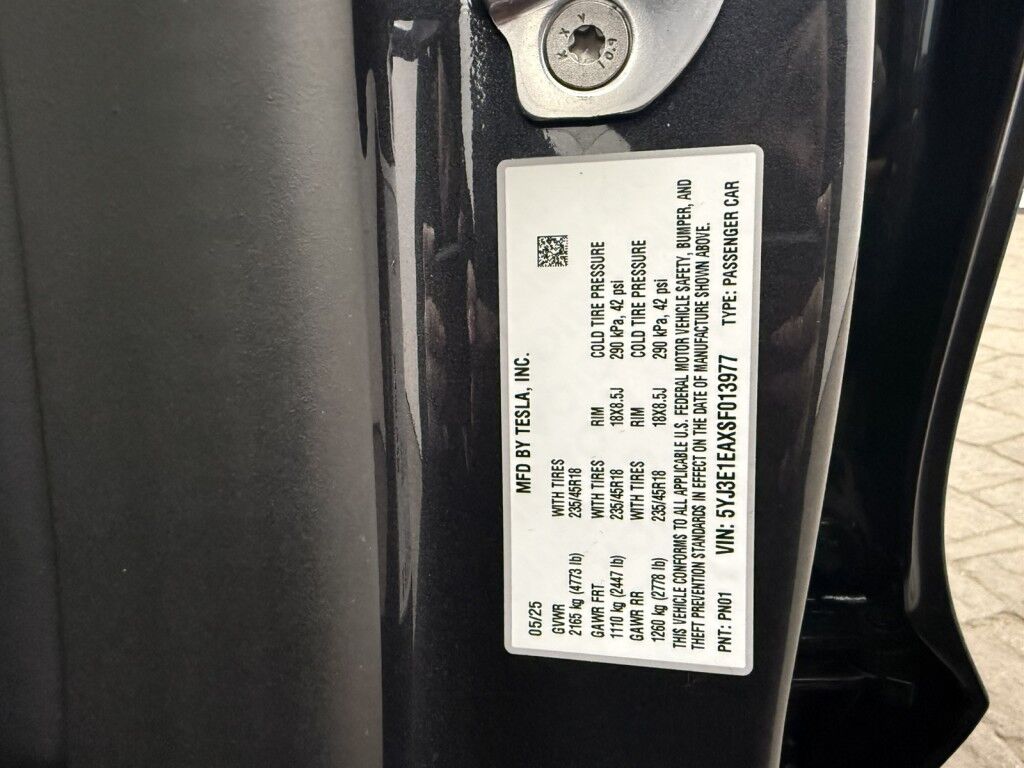 MFD BY TESLA, INC.
05/25
GVWR WITH TIRES
2165 kg (4773 lb) 235/45R18
GAWR FRT WITH TIRES RIM COLD TIRE PRESSURE
1110 kg (2447 lb) 235/45R18 18X8.5J 290 kPa, 42 psi
GAWR RR WITH TIRES RIM COLD TIRE PRESSURE
1260 kg (2778 lb) 235/45R18 18X8.5J 290 kPa, 42 psi
THIS VEHICLE CONFORMS TO ALL APPLICABLE U.S. FEDERAL MOTOR VEHICLE SAFETY, BUMPER, AND
THEFT PREVENTION STANDARDS IN EFFECT ON THE DATE OF MANUFACTURE SHOWN ABOVE.
PNT: PN01 VIN: 5YJ3E1EAXSF013977 TYPE: PASSENGER CAR